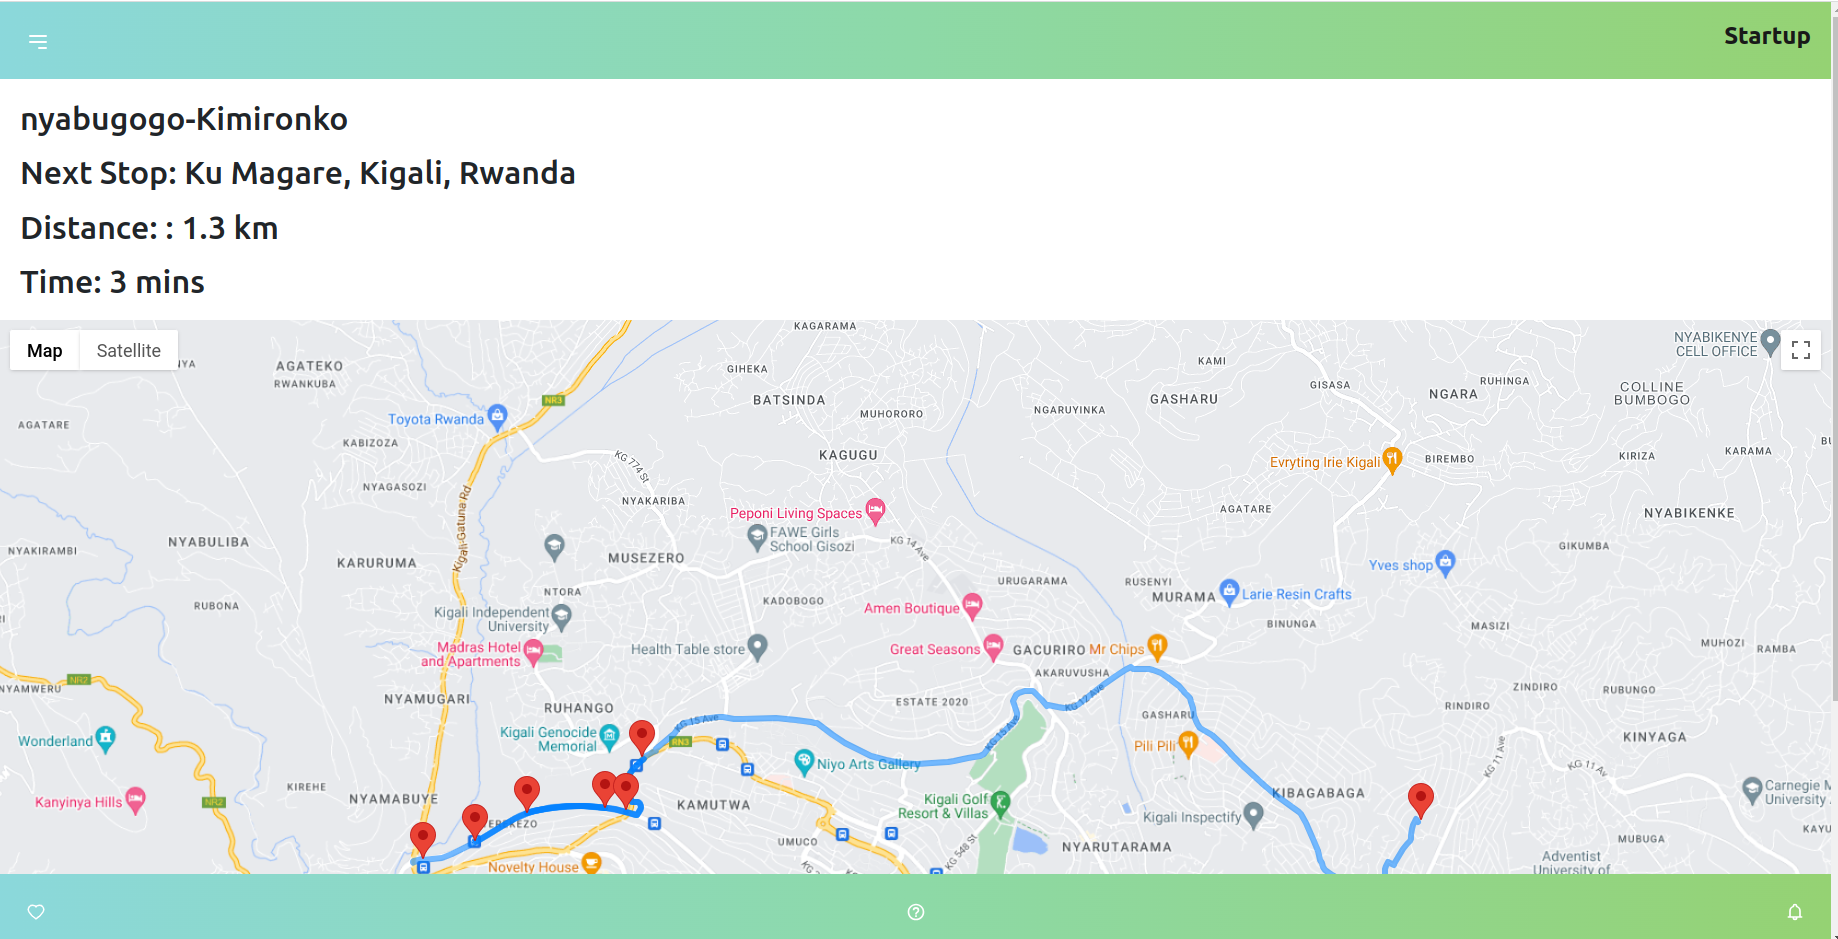 Startup
nyabugogo-Kimironko
Next Stop: Ku Magare, Kigali, Rwanda
Distance: : 1.3 km
Time: 3 mins
Map
Satellite
YA
KAGARAMA
NYABIKENYE
CELL OFFICE
AGATEKO
RWANKUBA
GIHEKA
KAMI
GISASA
RUHINGA
NGARA
COLLINE
BUMBOGO
NR3
BATSINDA
GASHARU
MUHORORO
NGARUYINKA
Toyota Rwanda
AGATARE
KABIZOZA
KAGUGU
KG 774 St
Evryting Irie Kigali
BIREMBO
KIRIZA
KARAMA
BU
NYAGASOZI
NYAKARIBA
Kigali-Gatuna Rd
Peponi Living Spaces
AGATARE
NYABIKENKE
FAWE Girls
School Gisozi
KG 14 Ave
NYABULIBA
NYAKIRAMBI
GIKUMBA
KARURUMA
MUSEZERO
Yves shop
URUGARAMA
RUSENYI
NTORA
MURAMA
Larie Resin Crafts
RUBONA
KADOBOGO
Amen Boutique
Kigali Independent
University
BINUNGA
MASIZI
Madras Hotel
and Apartments
Health Table store
Great Seasons
GACURIRO
Mr Chips
MUHOZI
RAMBA
AKARUVUSHA
NYAMWERU
NR2
NYAMUGARI
ESTATE 2020
KG 12 Ave
ZINDIRO
RUBUNGO
RUHANGO
KG 15 Ave
GASHARU
RINDIRO
Kigali Genocide
Memorial
RN3
KG 15 Ave
Wonderland
Pili Pili
KINYAGA
KG 11 Ave
Niyo Arts Gallery
KG 11 Av
KIREHE
NYAMABUYE
KIBAGABAGA
Carnegie M
University
Kanyinya Hills
NR2
KAMUTWA
Kigali Golf
Resort & Villas
Kigali Inspectify
KAYU
UMUCO
KG 548 St
NYARUTARAMA
MUBUGA
Novelty House
Adventist
University of